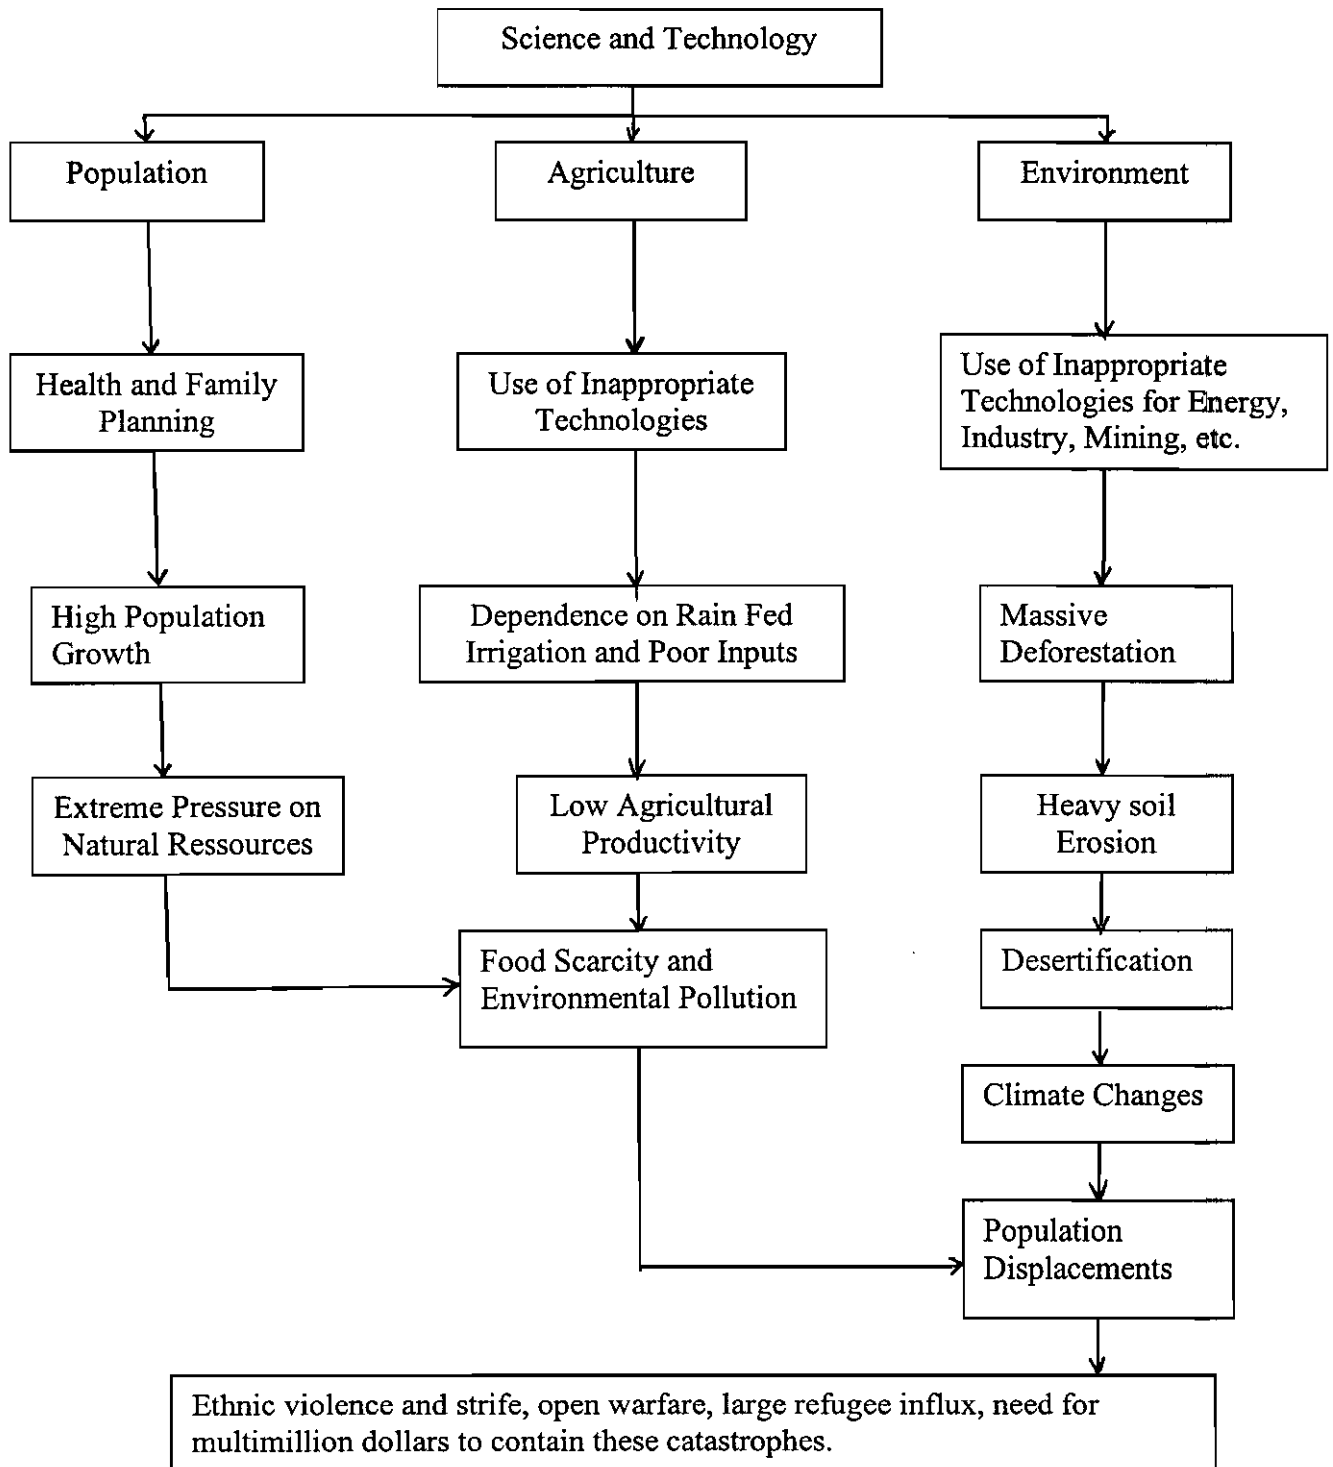 Science and Technology
Population
Agriculture
Environment
Health and Family
Planning
Use of Inappropriate
Technologies
Use of Inappropriate
Technologies for Energy,
Industry, Mining, etc.
High Population
Growth
Dependence on Rain Fed
Irrigation and Poor Inputs
Massive
Deforestation
Extreme Pressure on
Natural Ressources
Low Agricultural
Productivity
Heavy soil
Erosion
Food Scarcity and
Environmental Pollution
Desertification
Climate Changes
Population
Displacements
Ethnic violence and strife, open warfare, large refugee influx, need for
multimillion dollars to contain these catastrophes.